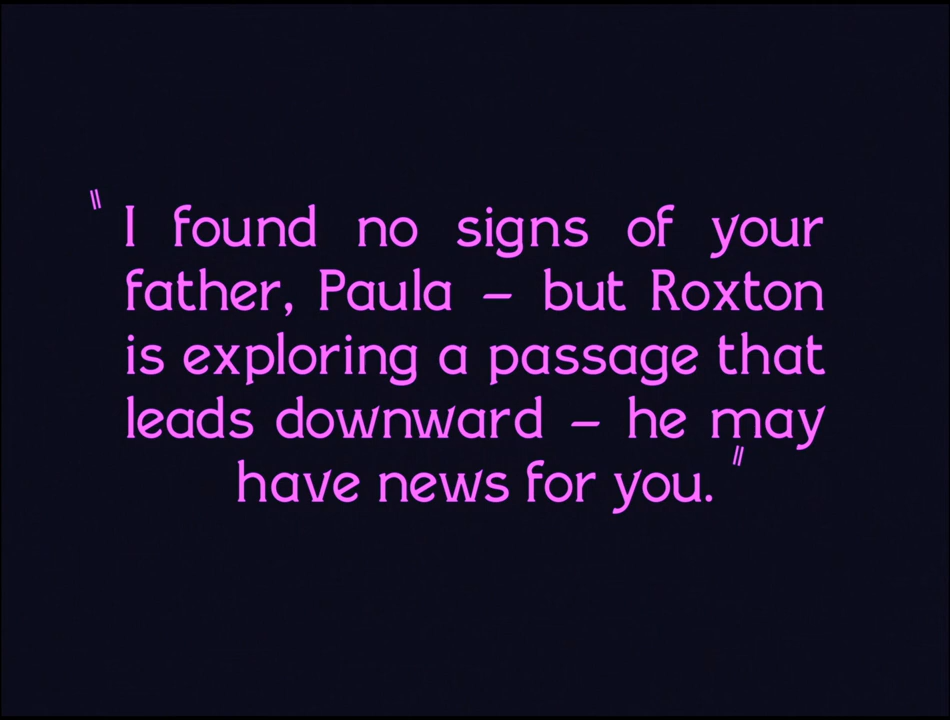 "I found no signs of your
father, Paula – but Roxton
is exploring a passage that
leads downward – he may
have news for you."